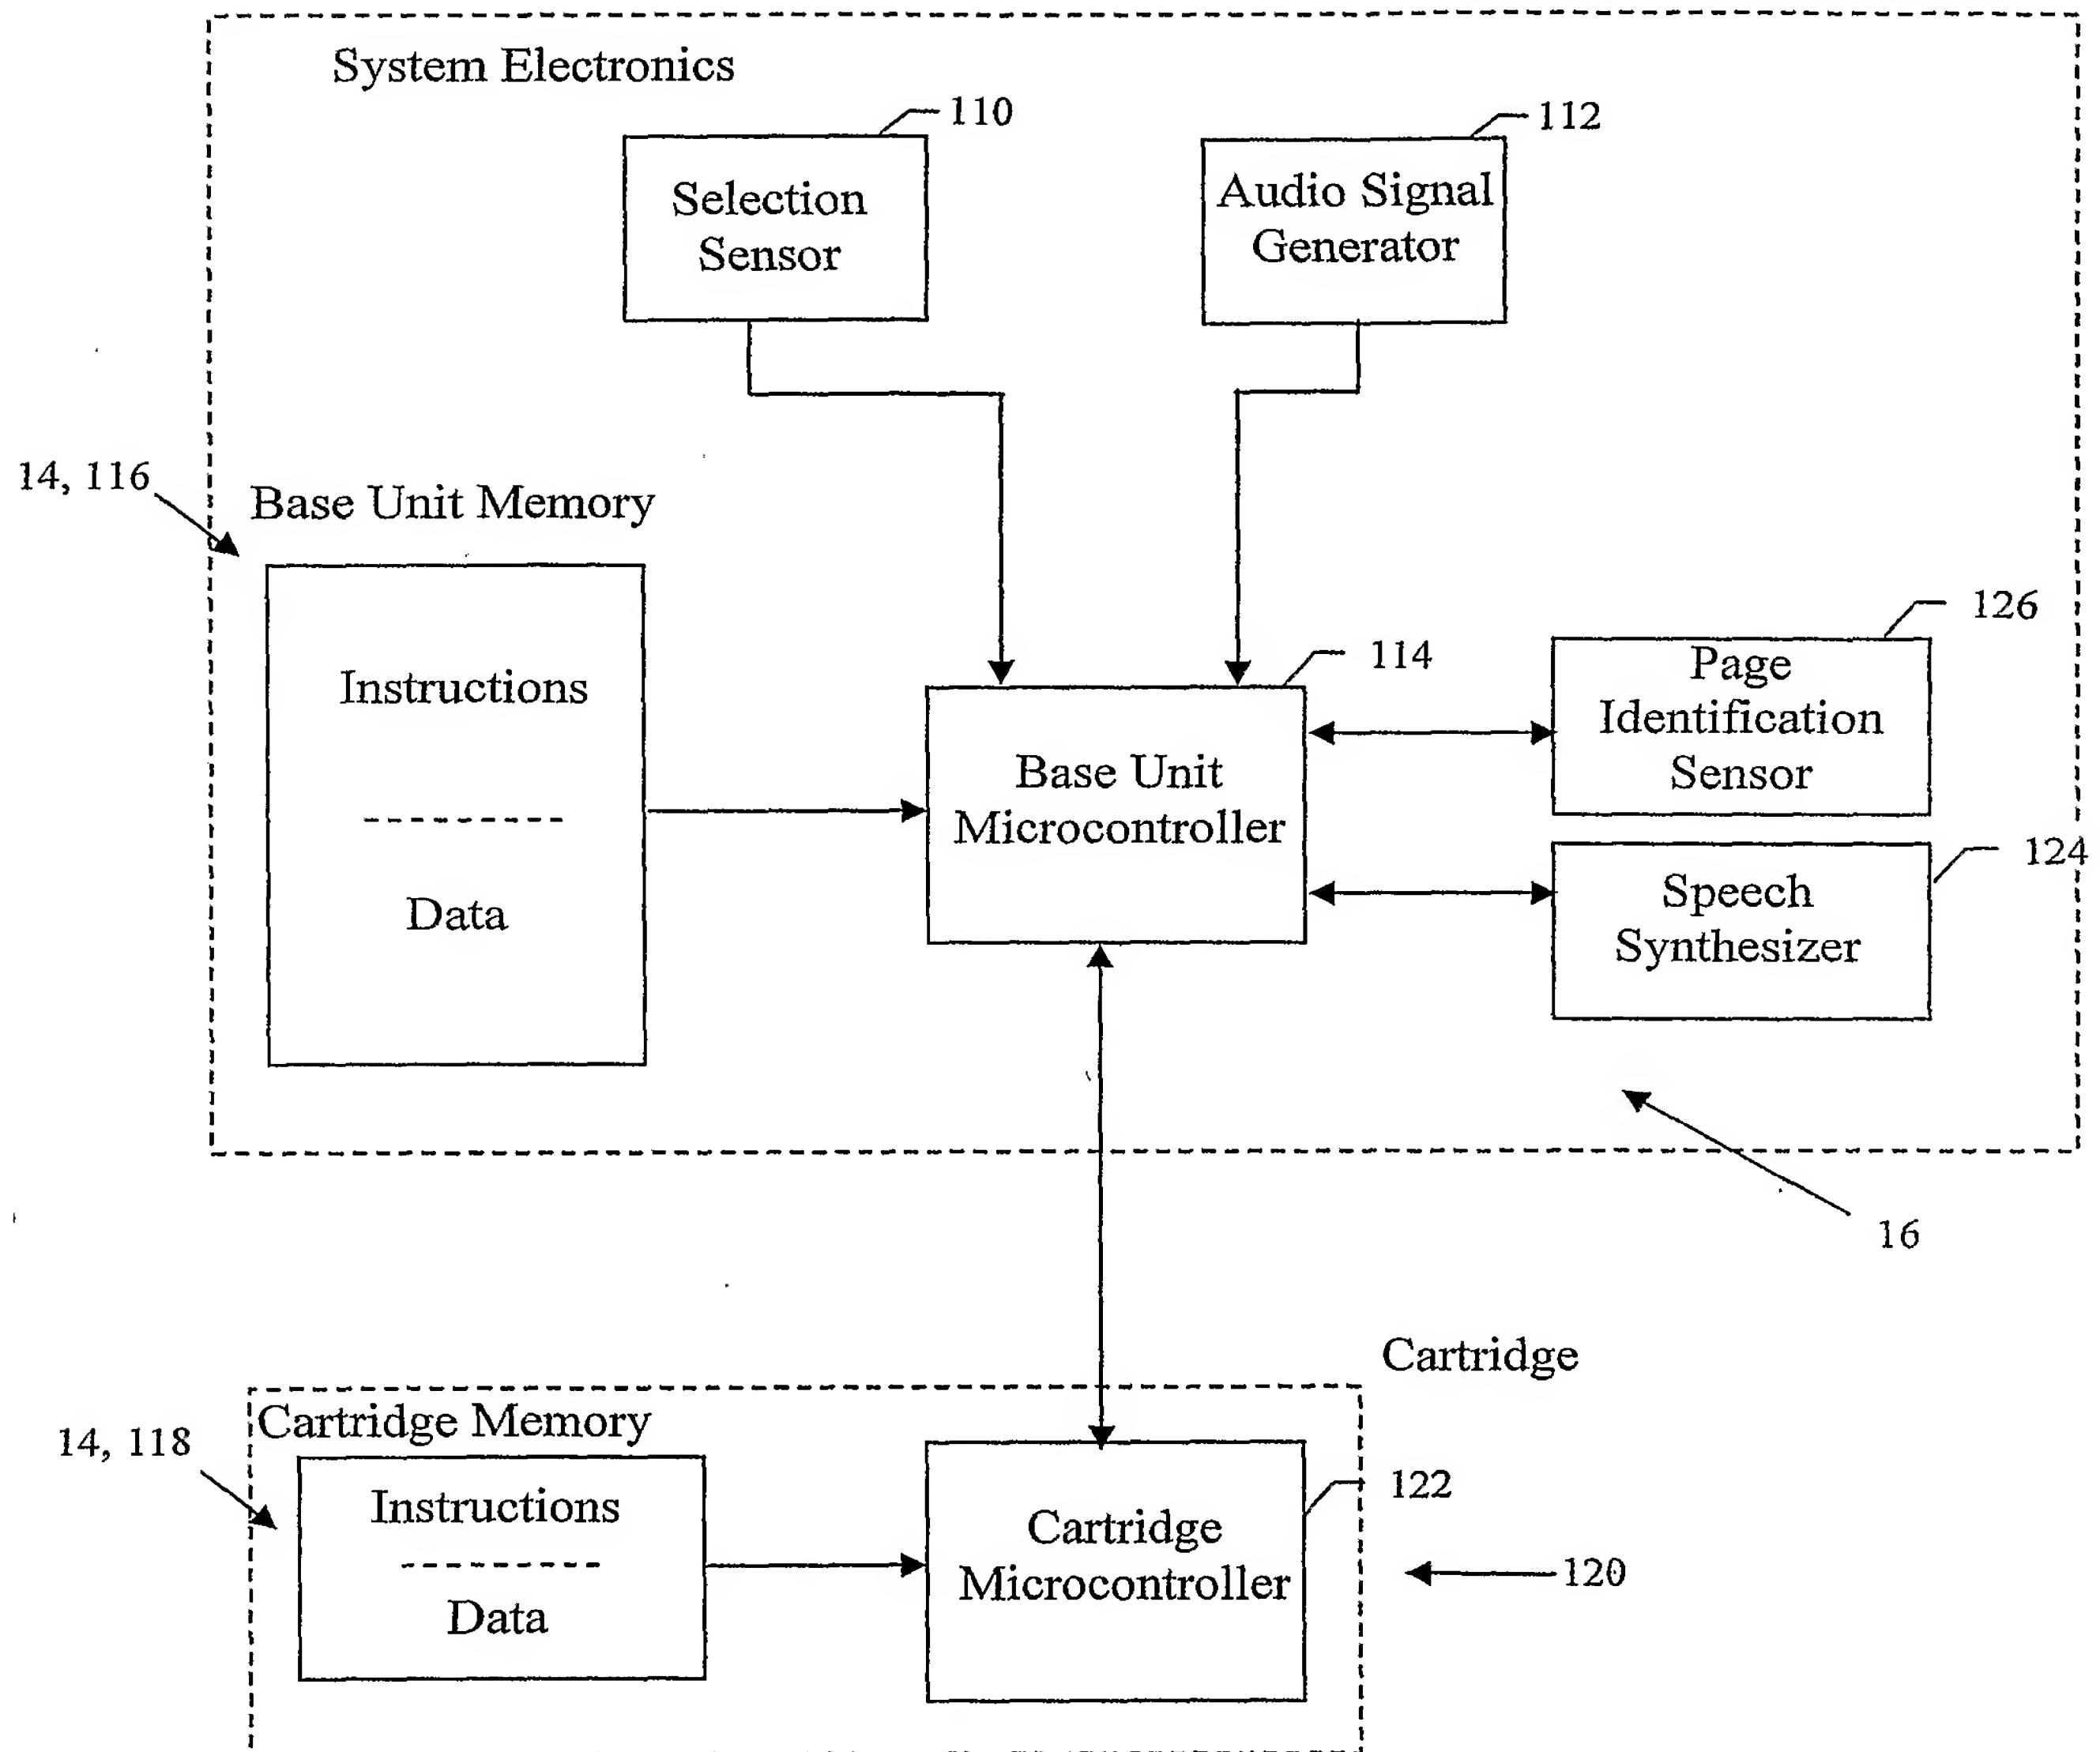 System Electronics
110
112
Selection
Sensor
Audio Signal
Generator
14, 116
Base Unit Memory
Instructions
Data
114
Base Unit
Microcontroller
126
Page
Identification
Sensor
124
Speech
Synthesizer
16
Cartridge
14, 118
Cartridge Memory
Instructions
Data
122
Cartridge
Microcontroller
120